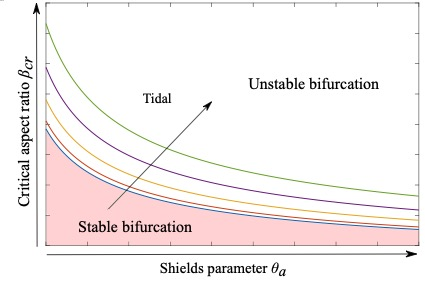 Critical aspect ratio βcr
Unstable bifurcation
Tidal
Stable bifurcation
Shields parameter θa